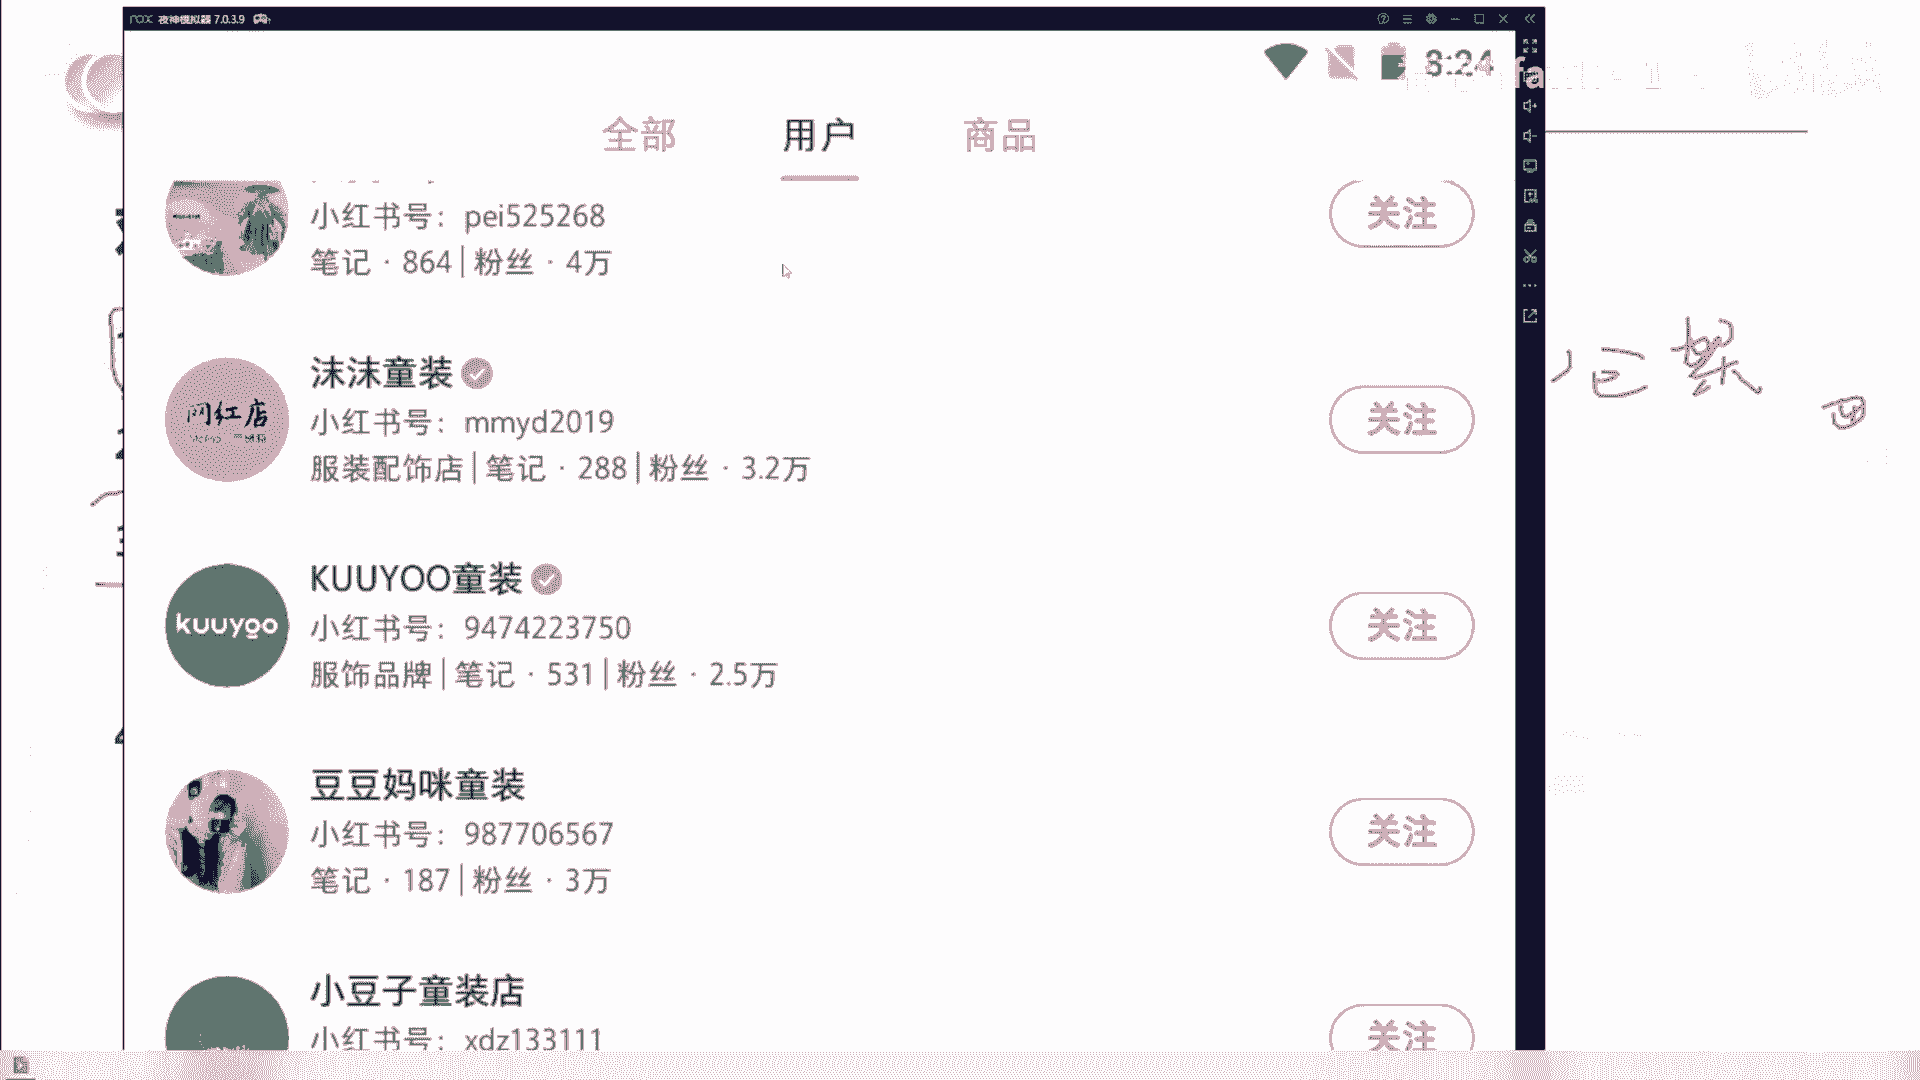 nox 夜神模拟器 7.0.3.9
8:24
全部 用户 商品
小红书号：pei525268
笔记 · 864 | 粉丝 · 4万
关注
沫沫童装
网红店
小红书号：mmyd2019
服装配饰店 | 笔记 · 288 | 粉丝 · 3.2万
关注
KUUYOO童装
kuuyoo
小红书号：9474223750
服饰品牌 | 笔记 · 531 | 粉丝 · 2.5万
关注
豆豆妈咪童装
小红书号：987706567
笔记 · 187 | 粉丝 · 3万
关注
小豆子童装店
小红书号：xdz133111
关注